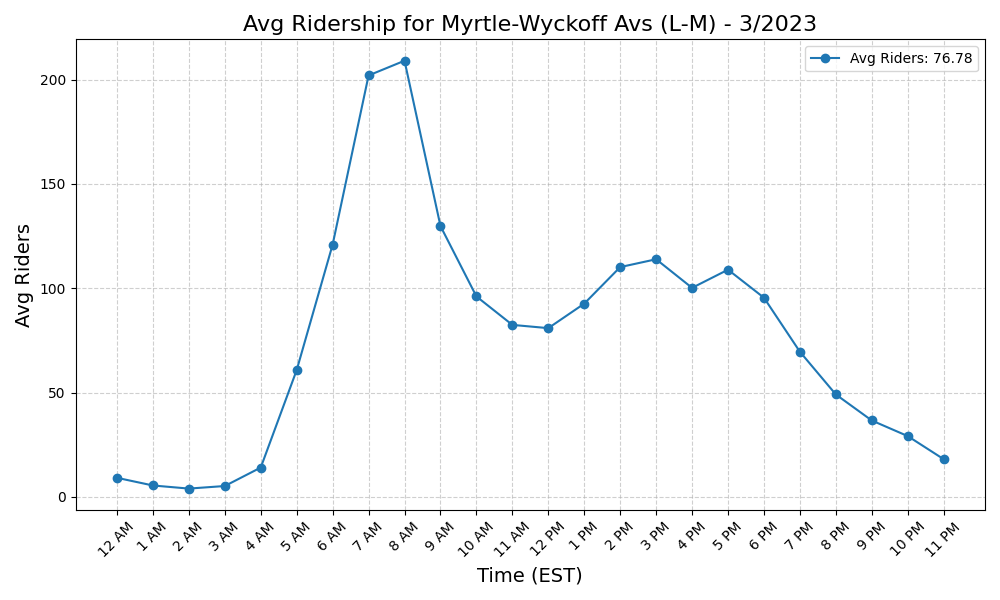 Avg Ridership for Myrtle-Wyckoff Avs (L-M) - 3/2023
Avg Riders: 76.78
Avg Riders
200
150
100
50
0
12 AM
1 AM
2 AM
3 AM
4 AM
5 AM
6 AM
7 AM
8 AM
9 AM
10 AM
11 AM
12 PM
1 PM
2 PM
3 PM
4 PM
5 PM
6 PM
7 PM
8 PM
9 PM
10 PM
11 PM
Time (EST)